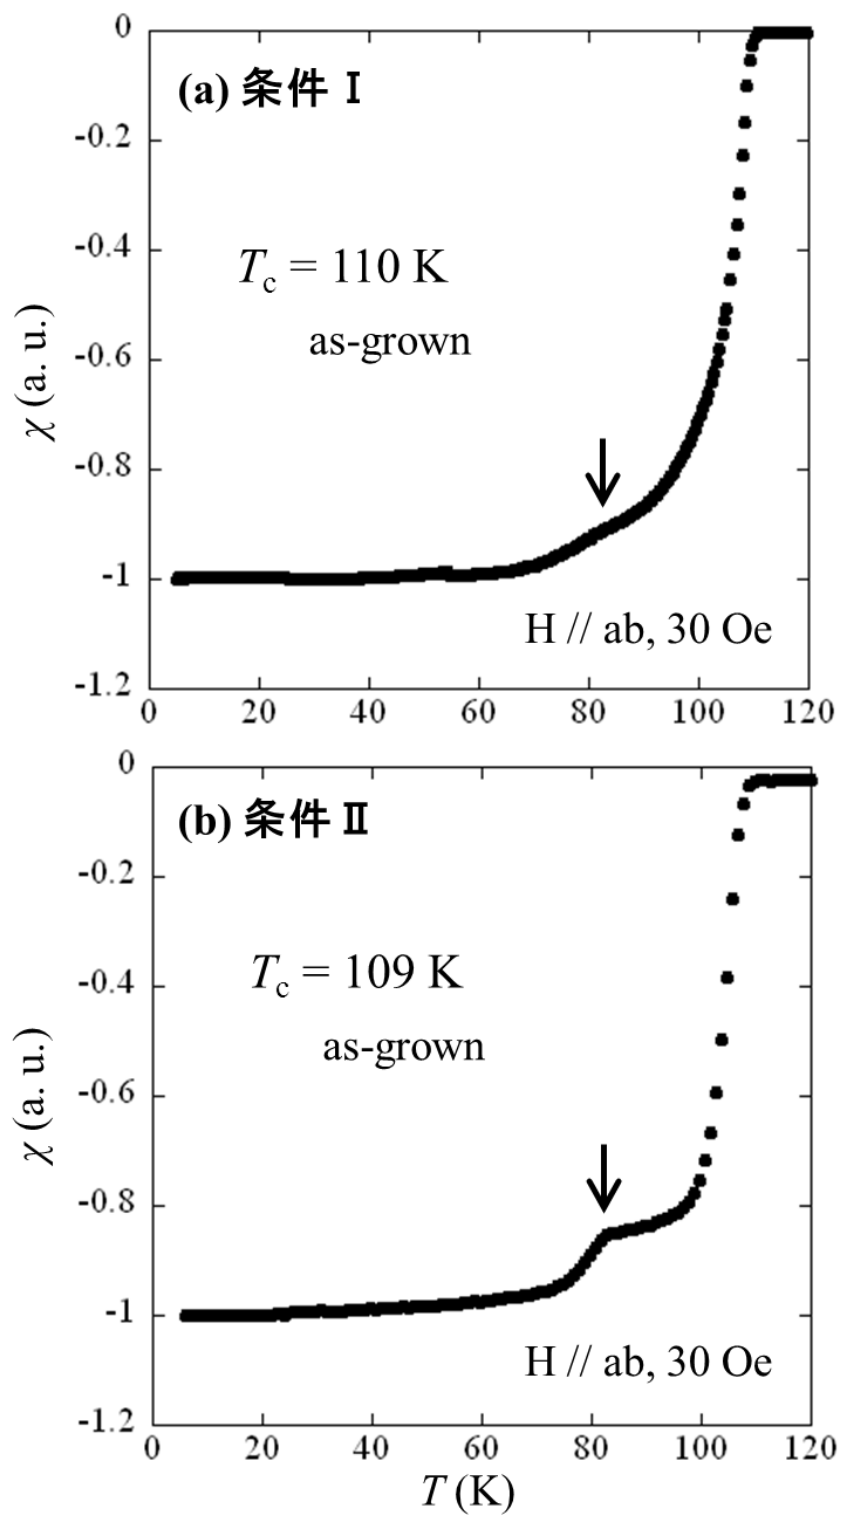 0
(a) 条件 Ⅰ
-0.2
-0.4
Tc = 110 K
as-grown
-0.6
χ (a. u.)
-0.8
-1
H // ab, 30 Oe
-1.2
0 20 40 60 80 100 120
0
(b) 条件 Ⅱ
-0.2
-0.4
Tc = 109 K
as-grown
-0.6
χ (a. u.)
-0.8
-1
H // ab, 30 Oe
-1.2
0 20 40 60 80 100 120
T (K)